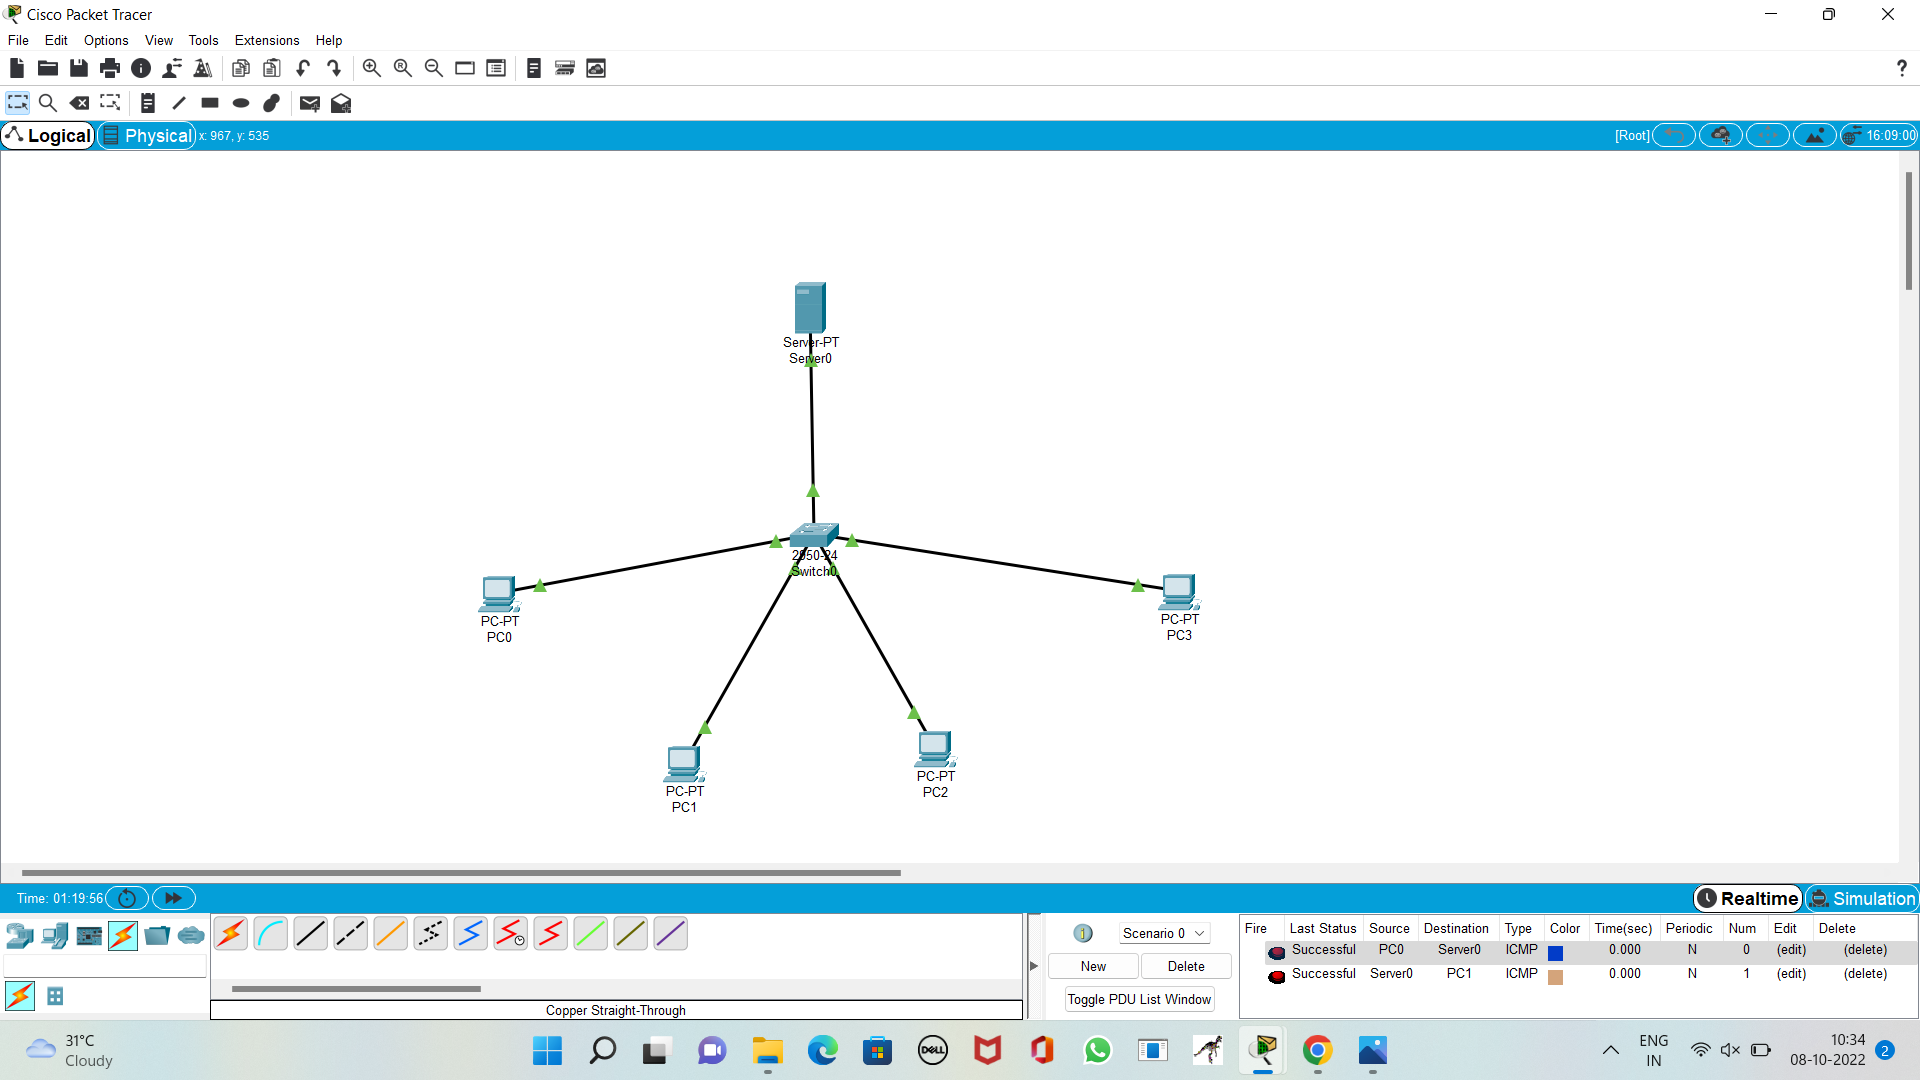 Cisco Packet Tracer
File Edit Options View Tools Extensions Help
?
Logical Physical x: 967, y: 535 [Root] 16:09:00
Server-PT
Server0
2950-24
Switch0
PC-PT
PC0
PC-PT
PC3
PC-PT
PC1
PC-PT
PC2
Time: 01:19:56 Realtime Simulation
Scenario 0
New Delete
Toggle PDU List Window
Copper Straight-Through
Fire Last Status Source Destination Type Color Time(sec) Periodic Num Edit Delete
Successful PC0 Server0 ICMP 0.000 N 0 (edit) (delete)
Successful Server0 PC1 ICMP 0.000 N 1 (edit) (delete)
31°C
Cloudy
DELL
ENG
IN
10:34
08-10-2022
2